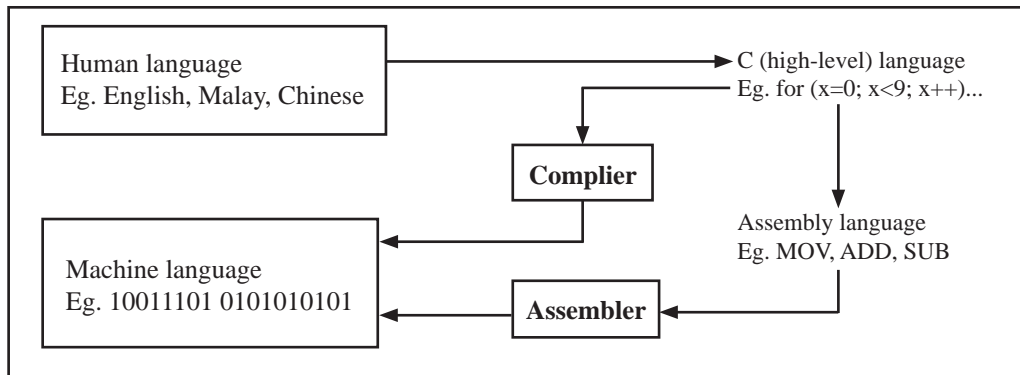 Human language
Eg. English, Malay, Chinese
C (high-level) language
Eg. for (x=0; x<9; x++)...
Complier
Assembly language
Eg. MOV, ADD, SUB
Machine language
Eg. 10011101 0101010101
Assembler